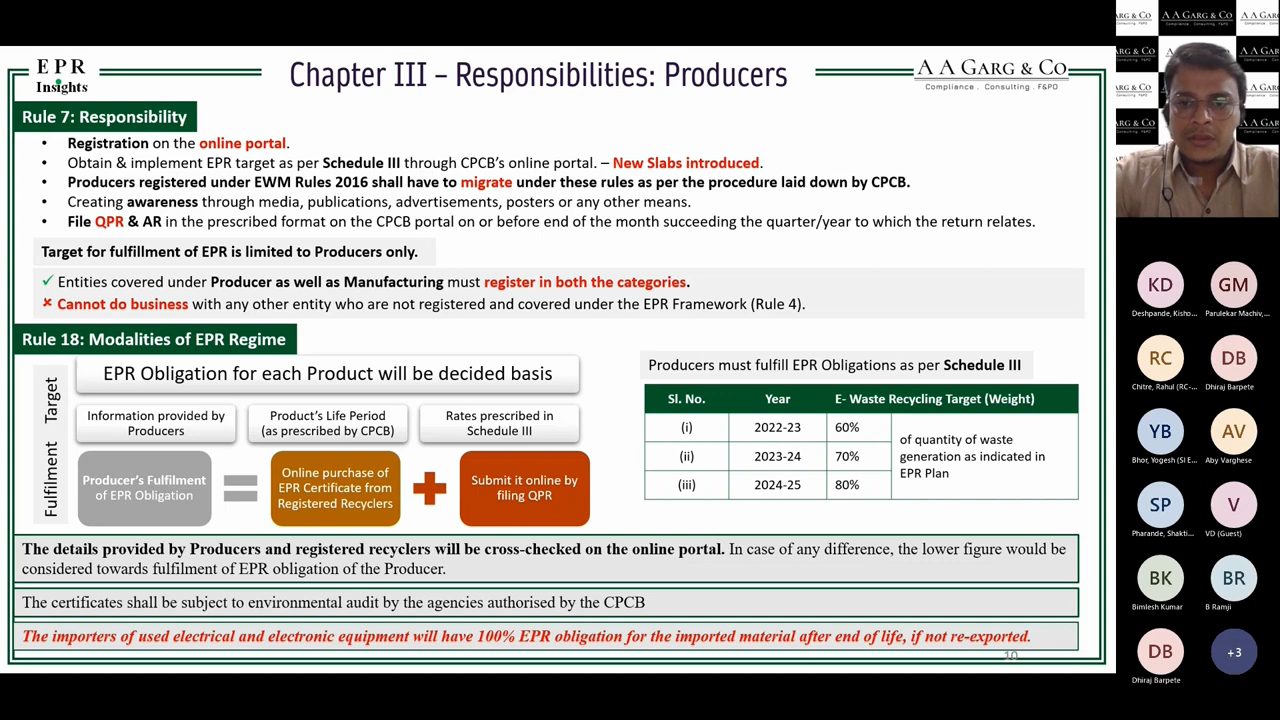 EPR
Insights
Chapter III – Responsibilities: Producers
A A GARG & CO
Compliance . Consulting . F&PO
Rule 7: Responsibility
• Registration on the online portal.
• Obtain & implement EPR target as per Schedule III through CPCB's online portal. – New Slabs introduced.
• Producers registered under EWM Rules 2016 shall have to migrate under these rules as per the procedure laid down by CPCB.
• Creating awareness through media, publications, advertisements, posters or any other means.
• File QPR & AR in the prescribed format on the CPCB portal on or before end of the month succeeding the quarter/year to which the return relates.
Target for fulfillment of EPR is limited to Producers only.
✓ Entities covered under Producer as well as Manufacturing must register in both the categories.
✘ Cannot do business with any other entity who are not registered and covered under the EPR Framework (Rule 4).
Rule 18: Modalities of EPR Regime
Target
EPR Obligation for each Product will be decided basis
Information provided by
Producers
Product's Life Period
(as prescribed by CPCB)
Rates prescribed in
Schedule III
Fulfilment
Producer's Fulfilment
of EPR Obligation
=
Online purchase of
EPR Certificate from
Registered Recyclers
+
Submit it online by
filing QPR
Producers must fulfill EPR Obligations as per Schedule III
Sl. No. Year E- Waste Recycling Target (Weight)
(i) 2022-23 60%
(ii) 2023-24 70%
(iii) 2024-25 80%
of quantity of waste
generation as indicated in
EPR Plan
The details provided by Producers and registered recyclers will be cross-checked on the online portal. In case of any difference, the lower figure would be
considered towards fulfilment of EPR obligation of the Producer.
The certificates shall be subject to environmental audit by the agencies authorised by the CPCB
The importers of used electrical and electronic equipment will have 100% EPR obligation for the imported material after end of life, if not re-exported.
10
A A GARG & CO
KD
Deshpande, Kisho...
GM
Parulekar Machiv,...
RC
Chitre, Rahul (RC-...
DB
Dhiraj Barpete
YB
Bhor, Yogesh (SI E...
AV
Aby Varghese
SP
Pharande, Shakti...
V
VD (Guest)
BK
Bimlesh Kumar
BR
B Ramji
DB
Dhiraj Barpete
+3